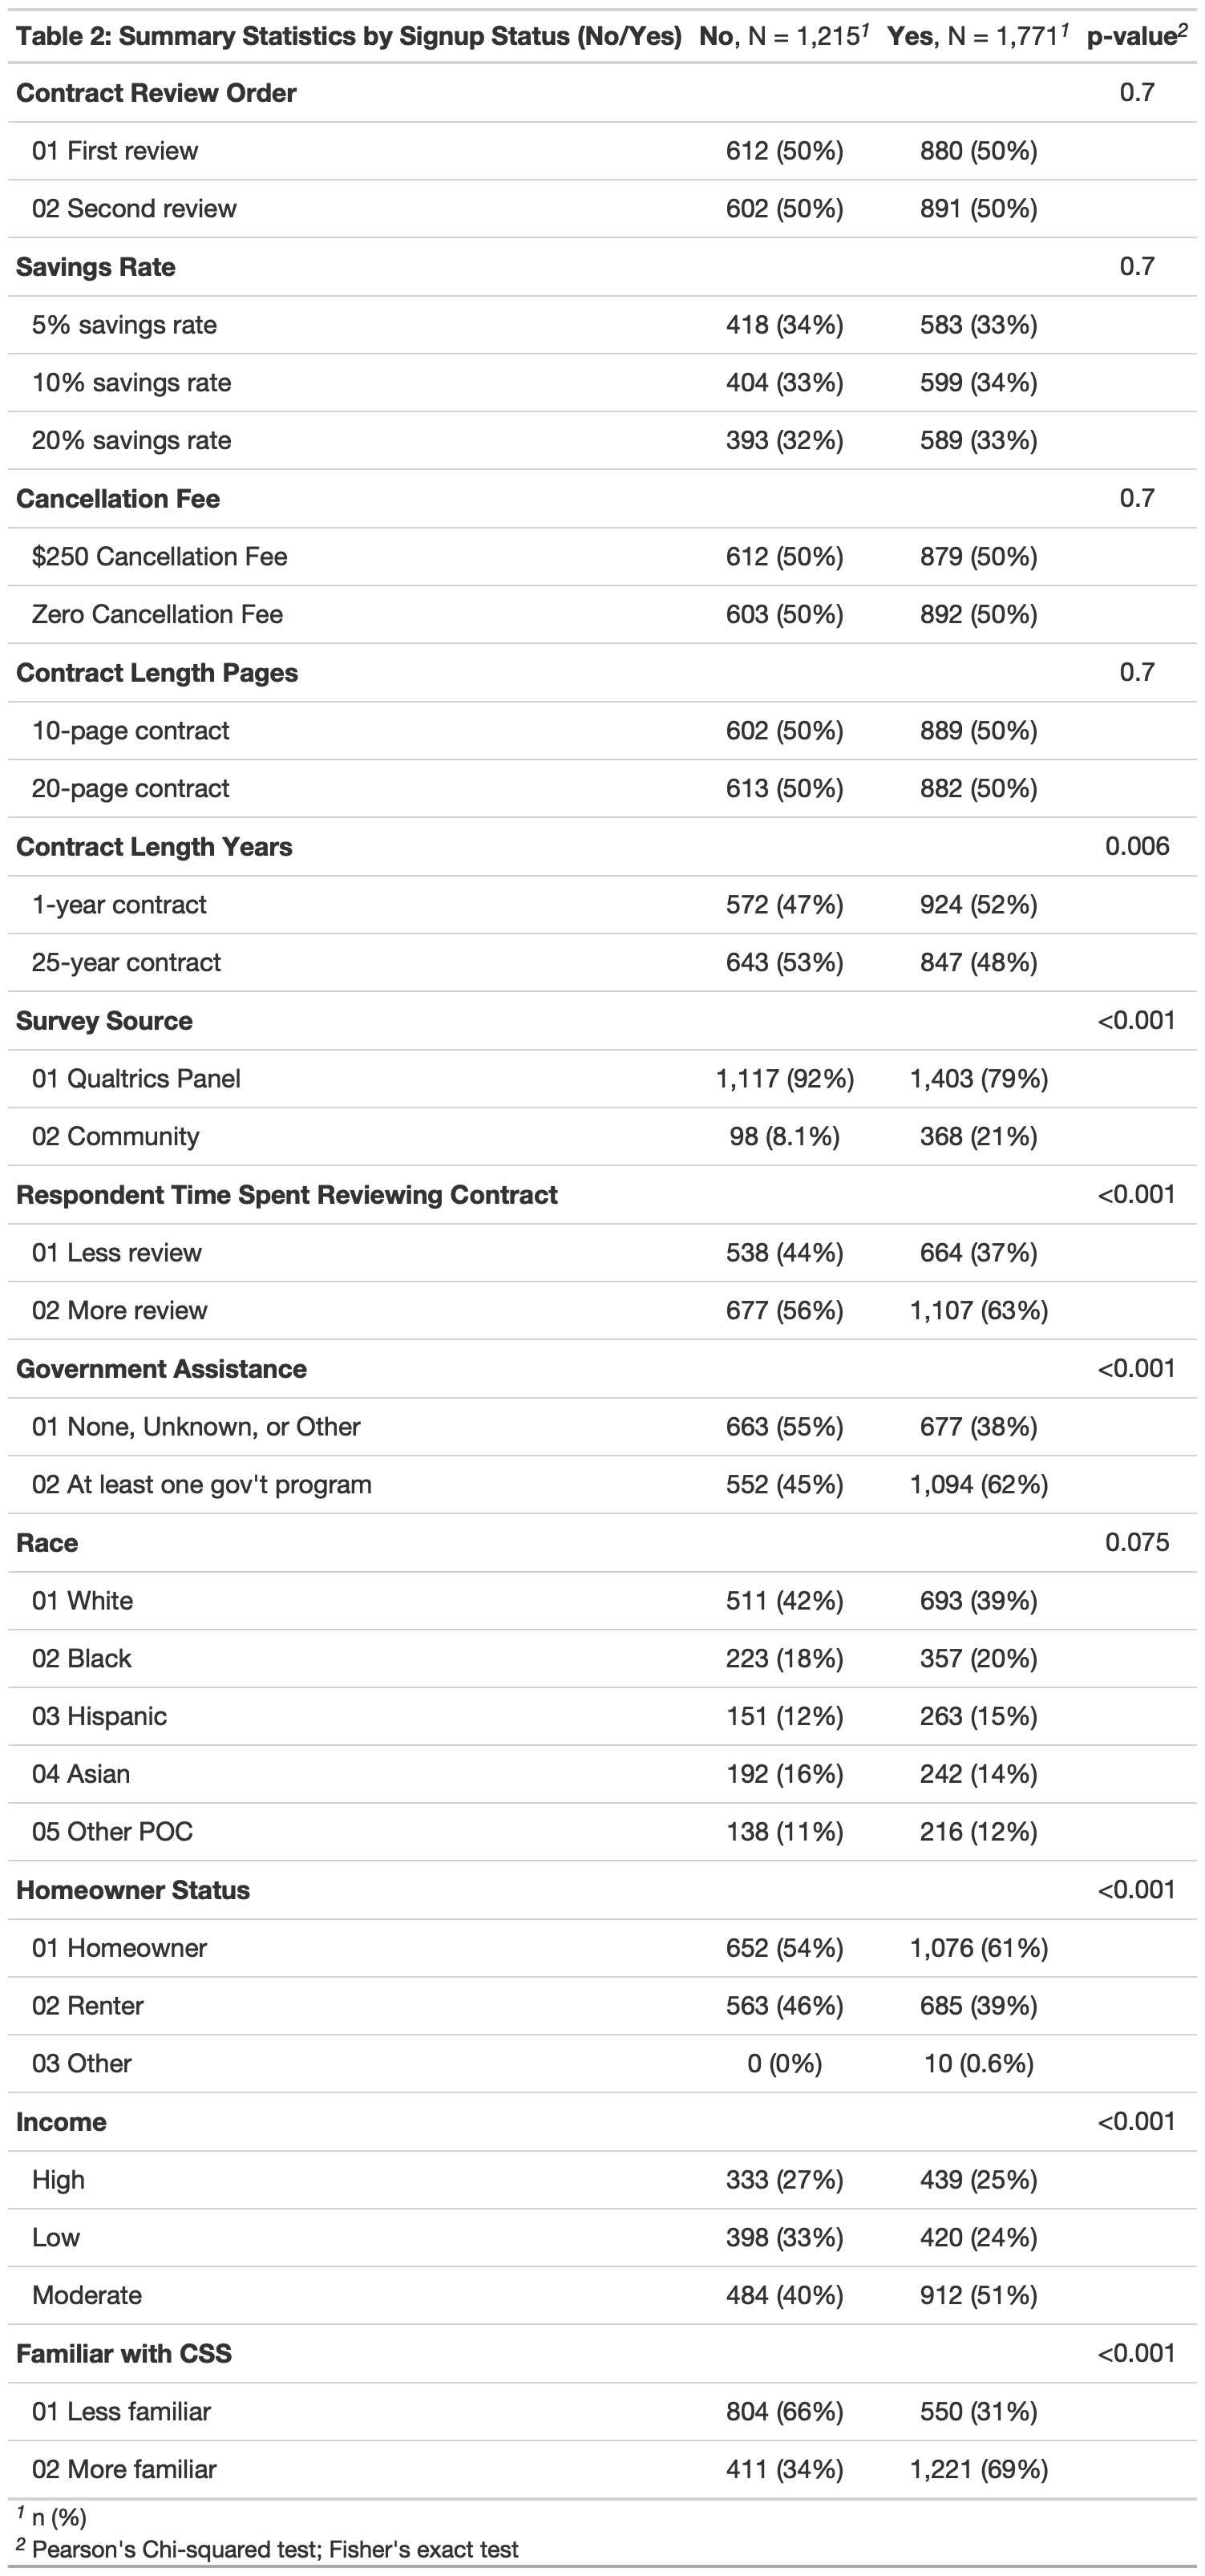 Table 2: Summary Statistics by Signup Status (No/Yes) No, N = 1,215¹ Yes, N = 1,771¹ p-value²
Contract Review Order 0.7
01 First review 612 (50%) 880 (50%)
02 Second review 602 (50%) 891 (50%)
Savings Rate 0.7
5% savings rate 418 (34%) 583 (33%)
10% savings rate 404 (33%) 599 (34%)
20% savings rate 393 (32%) 589 (33%)
Cancellation Fee 0.7
$250 Cancellation Fee 612 (50%) 879 (50%)
Zero Cancellation Fee 603 (50%) 892 (50%)
Contract Length Pages 0.7
10-page contract 602 (50%) 889 (50%)
20-page contract 613 (50%) 882 (50%)
Contract Length Years 0.006
1-year contract 572 (47%) 924 (52%)
25-year contract 643 (53%) 847 (48%)
Survey Source <0.001
01 Qualtrics Panel 1,117 (92%) 1,403 (79%)
02 Community 98 (8.1%) 368 (21%)
Respondent Time Spent Reviewing Contract <0.001
01 Less review 538 (44%) 664 (37%)
02 More review 677 (56%) 1,107 (63%)
Government Assistance <0.001
01 None, Unknown, or Other 663 (55%) 677 (38%)
02 At least one gov't program 552 (45%) 1,094 (62%)
Race 0.075
01 White 511 (42%) 693 (39%)
02 Black 223 (18%) 357 (20%)
03 Hispanic 151 (12%) 263 (15%)
04 Asian 192 (16%) 242 (14%)
05 Other POC 138 (11%) 216 (12%)
Homeowner Status <0.001
01 Homeowner 652 (54%) 1,076 (61%)
02 Renter 563 (46%) 685 (39%)
03 Other 0 (0%) 10 (0.6%)
Income <0.001
High 333 (27%) 439 (25%)
Low 398 (33%) 420 (24%)
Moderate 484 (40%) 912 (51%)
Familiar with CSS <0.001
01 Less familiar 804 (66%) 550 (31%)
02 More familiar 411 (34%) 1,221 (69%)
¹ n (%)
² Pearson's Chi-squared test; Fisher's exact test